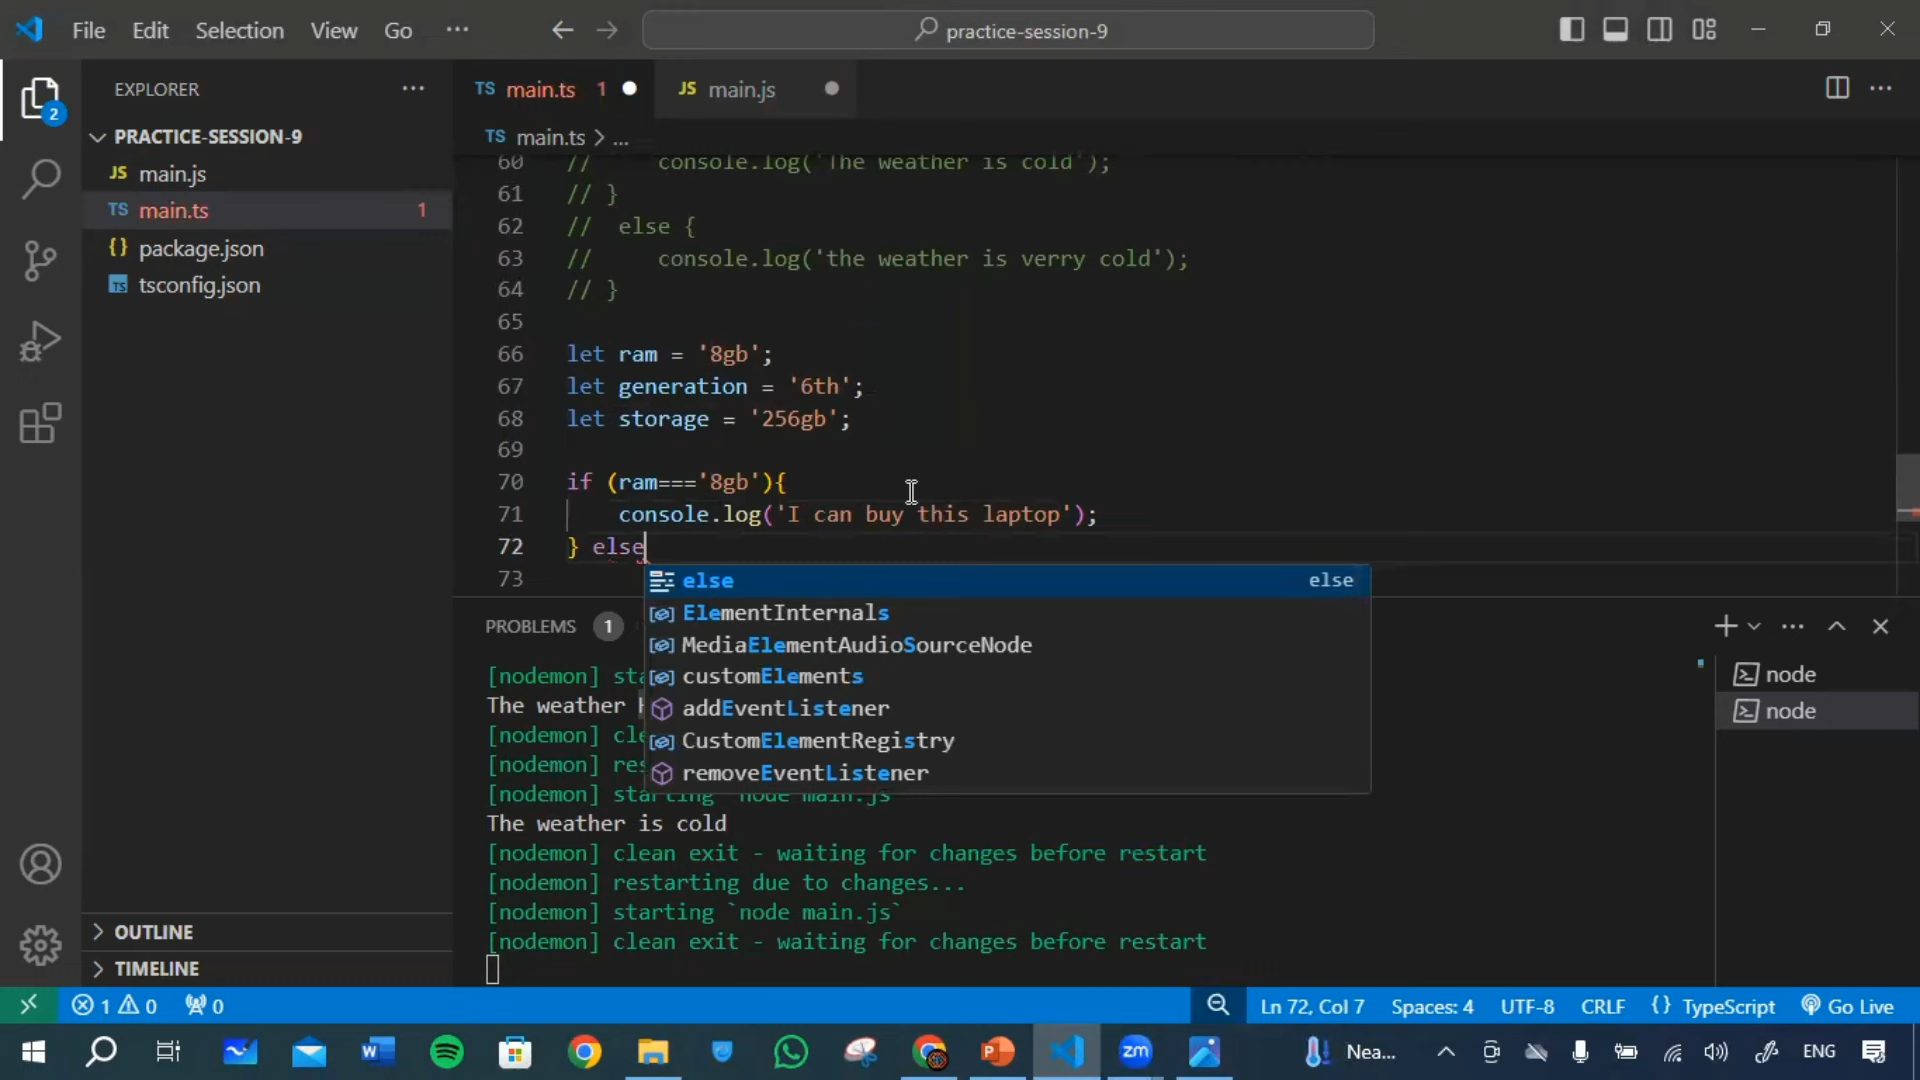 File Edit Selection View Go ··· practice-session-9
EXPLORER ···
2
PRACTICE-SESSION-9
JS main.js
TS main.ts 1
{} package.json
TS tsconfig.json
OUTLINE
TIMELINE
TS main.ts 1 JS main.js
TS main.ts > ...
60 // console.log('The weather is cold');
61 // }
62 // else {
63 // console.log('the weather is verry cold');
64 // }
65
66 let ram = '8gb';
67 let generation = '6th';
68 let storage = '256gb';
69
70 if (ram==='8gb'){
71 console.log('I can buy this laptop');
72 } else
73
else else
ElementInternals
MediaElementAudioSourceNode
customElements
addEventListener
CustomElementRegistry
removeEventListener
PROBLEMS 1
[nodemon]
The weather
[nodemon]
[nodemon]
[nodemon] starting `node main.js`
The weather is cold
[nodemon] clean exit - waiting for changes before restart
[nodemon] restarting due to changes...
[nodemon] starting `node main.js`
[nodemon] clean exit - waiting for changes before restart
node
node
1 0 0 Ln 72, Col 7 Spaces: 4 UTF-8 CRLF {} TypeScript Go Live
W P zm Nea... ENG